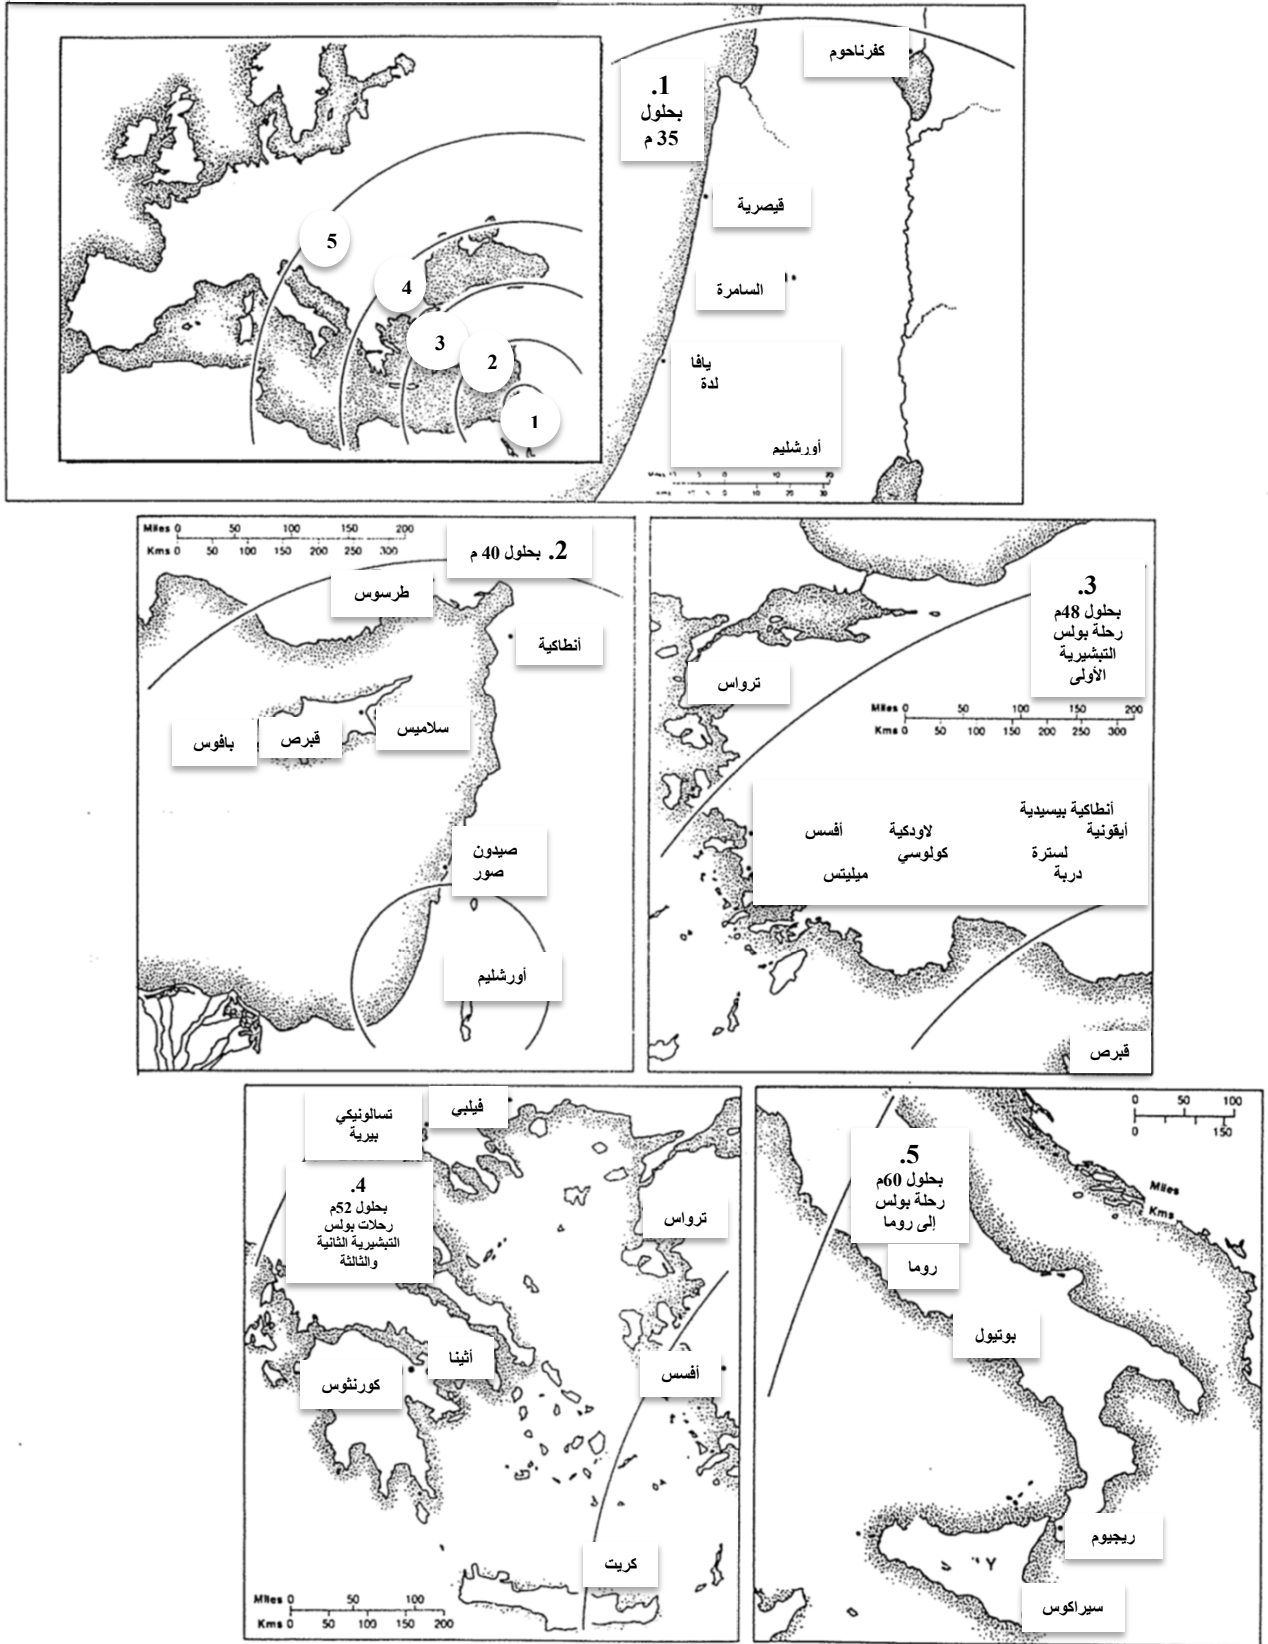 5
4
3
2
1
1.
بحلول
35 م
كفرناحوم
قيصرية
السامرة
يافا
لدة
أورشليم
Miles 0 50 100 150 200
Kms 0 50 100 150 200 250 300
2. بحلول 40 م
طرسوس
أنطاكية
سلاميس
قبرص
بافوس
صيدون
صور
أورشليم
3.
بحلول 48م
رحلة بولس
التبشيرية
الأولى
ترواس
Miles 0 50 100 150 200
Kms 0 50 100 150 200 250 300
أنطاكية بيسيدية
أفسس لاودكية أيقونية
كولوسي لسترة
ميليتس دربة
قبرص
فيلبي
تسالونيكي
بيرية
4.
بحلول 52م
رحلات بولس
التبشيرية الثانية
والثالثة
ترواس
أثينا
كورنثوس
أفسس
كريت
Miles 0 50 100
Kms 0 50 100 150 200
0 50 100
0 150
Miles
Kms
5.
بحلول 60م
رحلة بولس
إلى روما
روما
بوتيول
ريجيوم
سيراكوس